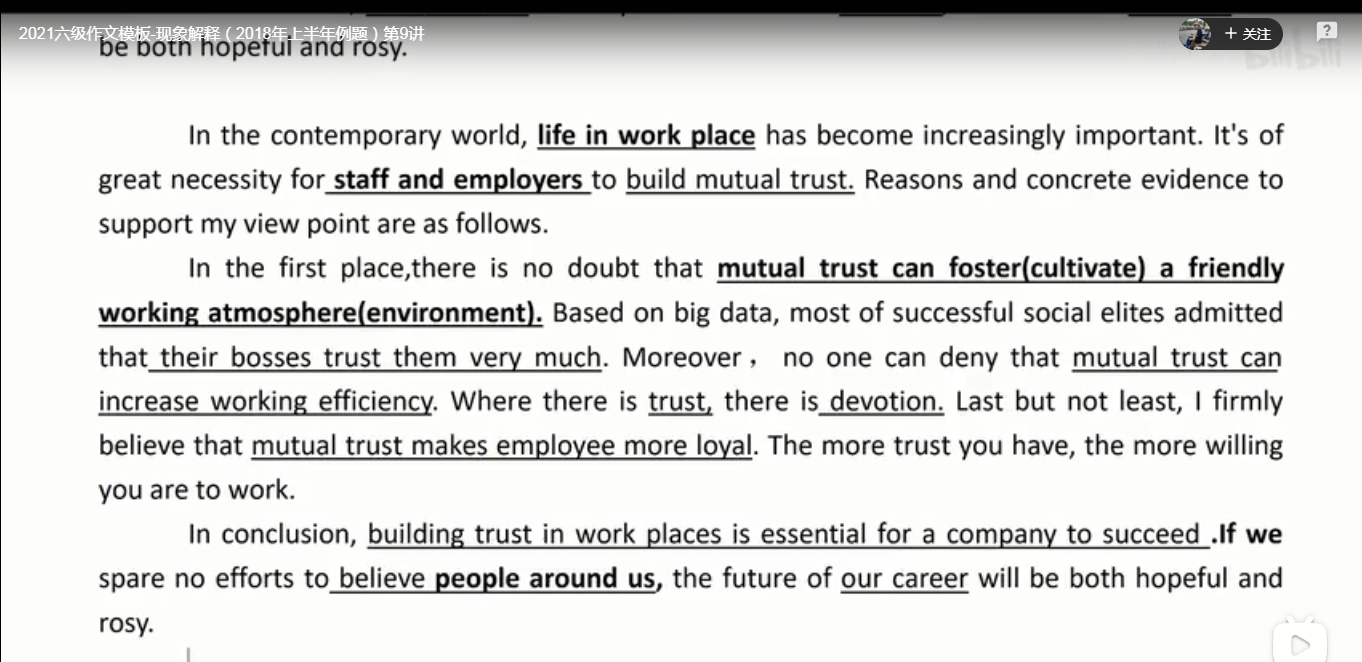 2021六级作文模板-现象解释（2018年上半年例题）第9讲
+ 关注
be both hopeful and rosy.
bilibili
In the contemporary world, life in work place has become increasingly important. It's of
great necessity for staff and employers to build mutual trust. Reasons and concrete evidence to
support my view point are as follows.
In the first place,there is no doubt that mutual trust can foster(cultivate) a friendly
working atmosphere(environment). Based on big data, most of successful social elites admitted
that their bosses trust them very much. Moreover， no one can deny that mutual trust can
increase working efficiency. Where there is trust, there is devotion. Last but not least, I firmly
believe that mutual trust makes employee more loyal. The more trust you have, the more willing
you are to work.
In conclusion, building trust in work places is essential for a company to succeed .If we
spare no efforts to believe people around us, the future of our career will be both hopeful and
rosy.